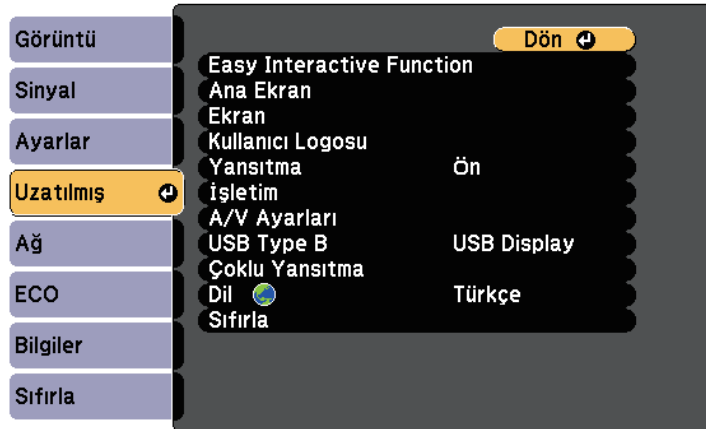 Görüntü
Sinyal
Ayarlar
Uzatılmış
Ağ
ECO
Bilgiler
Sıfırla
Dön
Easy Interactive Function
Ana Ekran
Ekran
Kullanıcı Logosu
Yansıtma Ön
İşletim
A/V Ayarları
USB Type B USB Display
Çoklu Yansıtma
Dil Türkçe
Sıfırla